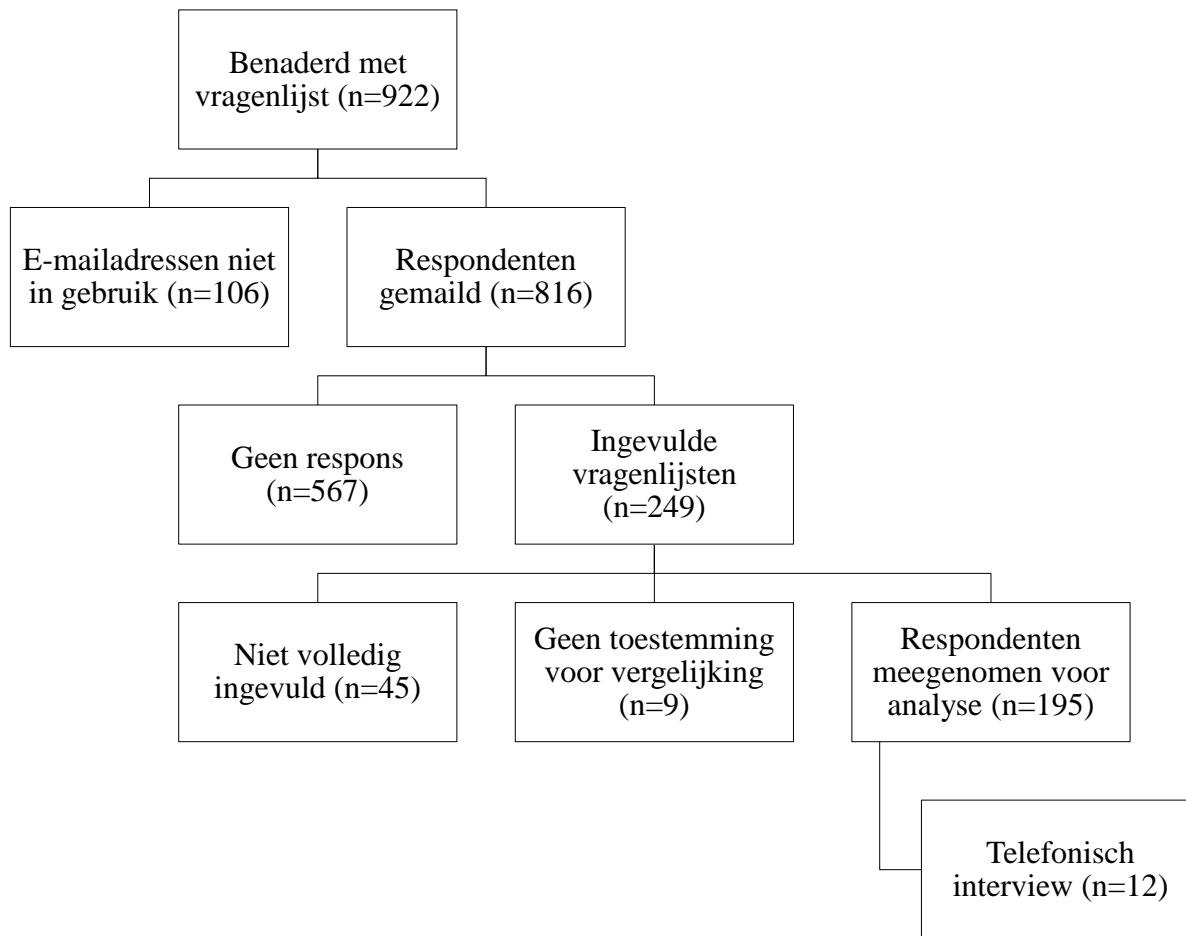 Benaderd met
vragenlijst (n=922)
E-mailadressen niet
in gebruik (n=106)
Respondenten
gemaild (n=816)
Geen respons
(n=567)
Ingevulde
vragenlijsten
(n=249)
Niet volledig
ingevuld (n=45)
Geen toestemming
voor vergelijking
(n=9)
Respondenten
meegenomen voor
analyse (n=195)
Telefonisch
interview (n=12)